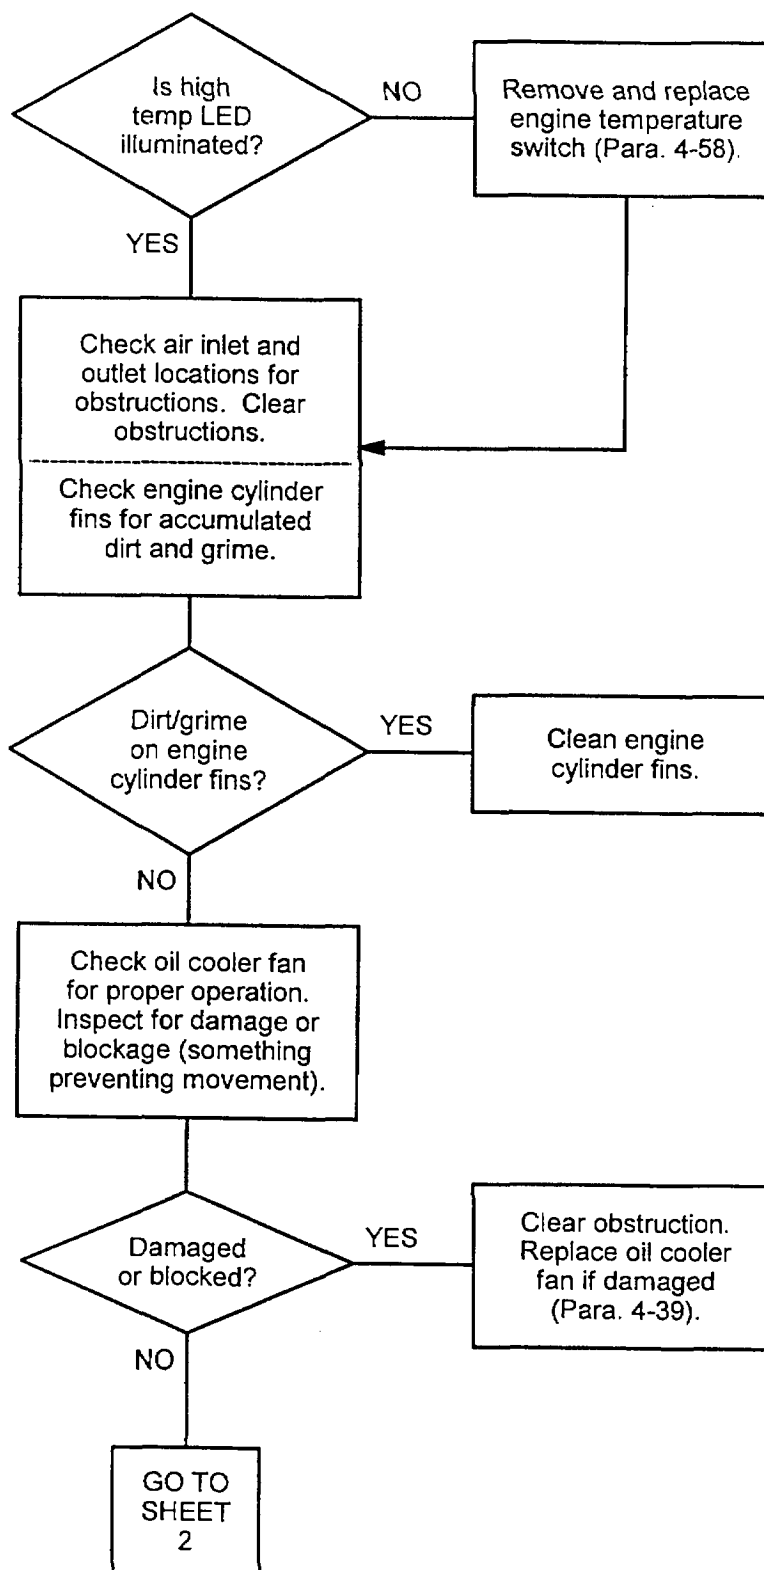 Is high
temp LED
illuminated?
NO
Remove and replace
engine temperature
switch (Para. 4-58).
YES
Check air inlet and
outlet locations for
obstructions. Clear
obstructions.
Check engine cylinder
fins for accumulated
dirt and grime.
Dirt/grime
on engine
cylinder fins?
YES
Clean engine
cylinder fins.
NO
Check oil cooler fan
for proper operation.
Inspect for damage or
blockage (something
preventing movement).
Damaged
or blocked?
YES
Clear obstruction.
Replace oil cooler
fan if damaged
(Para. 4-39).
NO
GO TO
SHEET
2